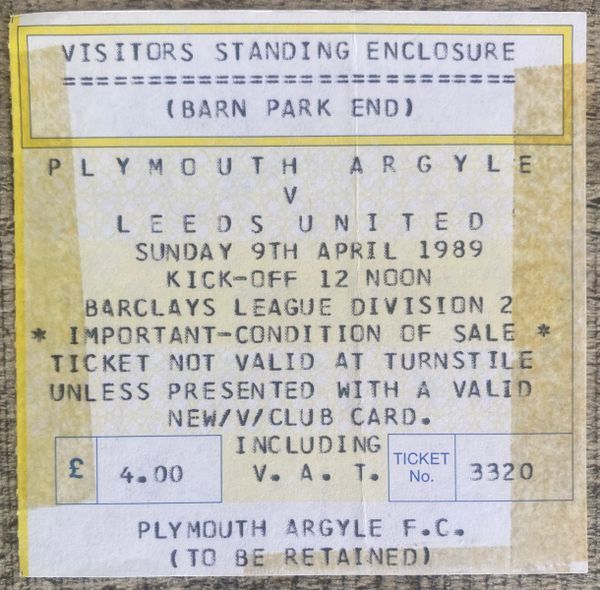 VISITORS STANDING ENCLOSURE
===========================
(BARN PARK END)
PLYMOUTH ARGYLE
V
LEEDS UNITED
SUNDAY 9TH APRIL 1989
KICK-OFF 12 NOON
BARCLAYS LEAGUE DIVISION 2
* IMPORTANT-CONDITION OF SALE *
TICKET NOT VALID AT TURNSTILE
UNLESS PRESENTED WITH A VALID
NEW/V/CLUB CARD.
INCLUDING
£ 4.00 V. A. T. TICKET No. 3320
PLYMOUTH ARGYLE F.C.
(TO BE RETAINED)